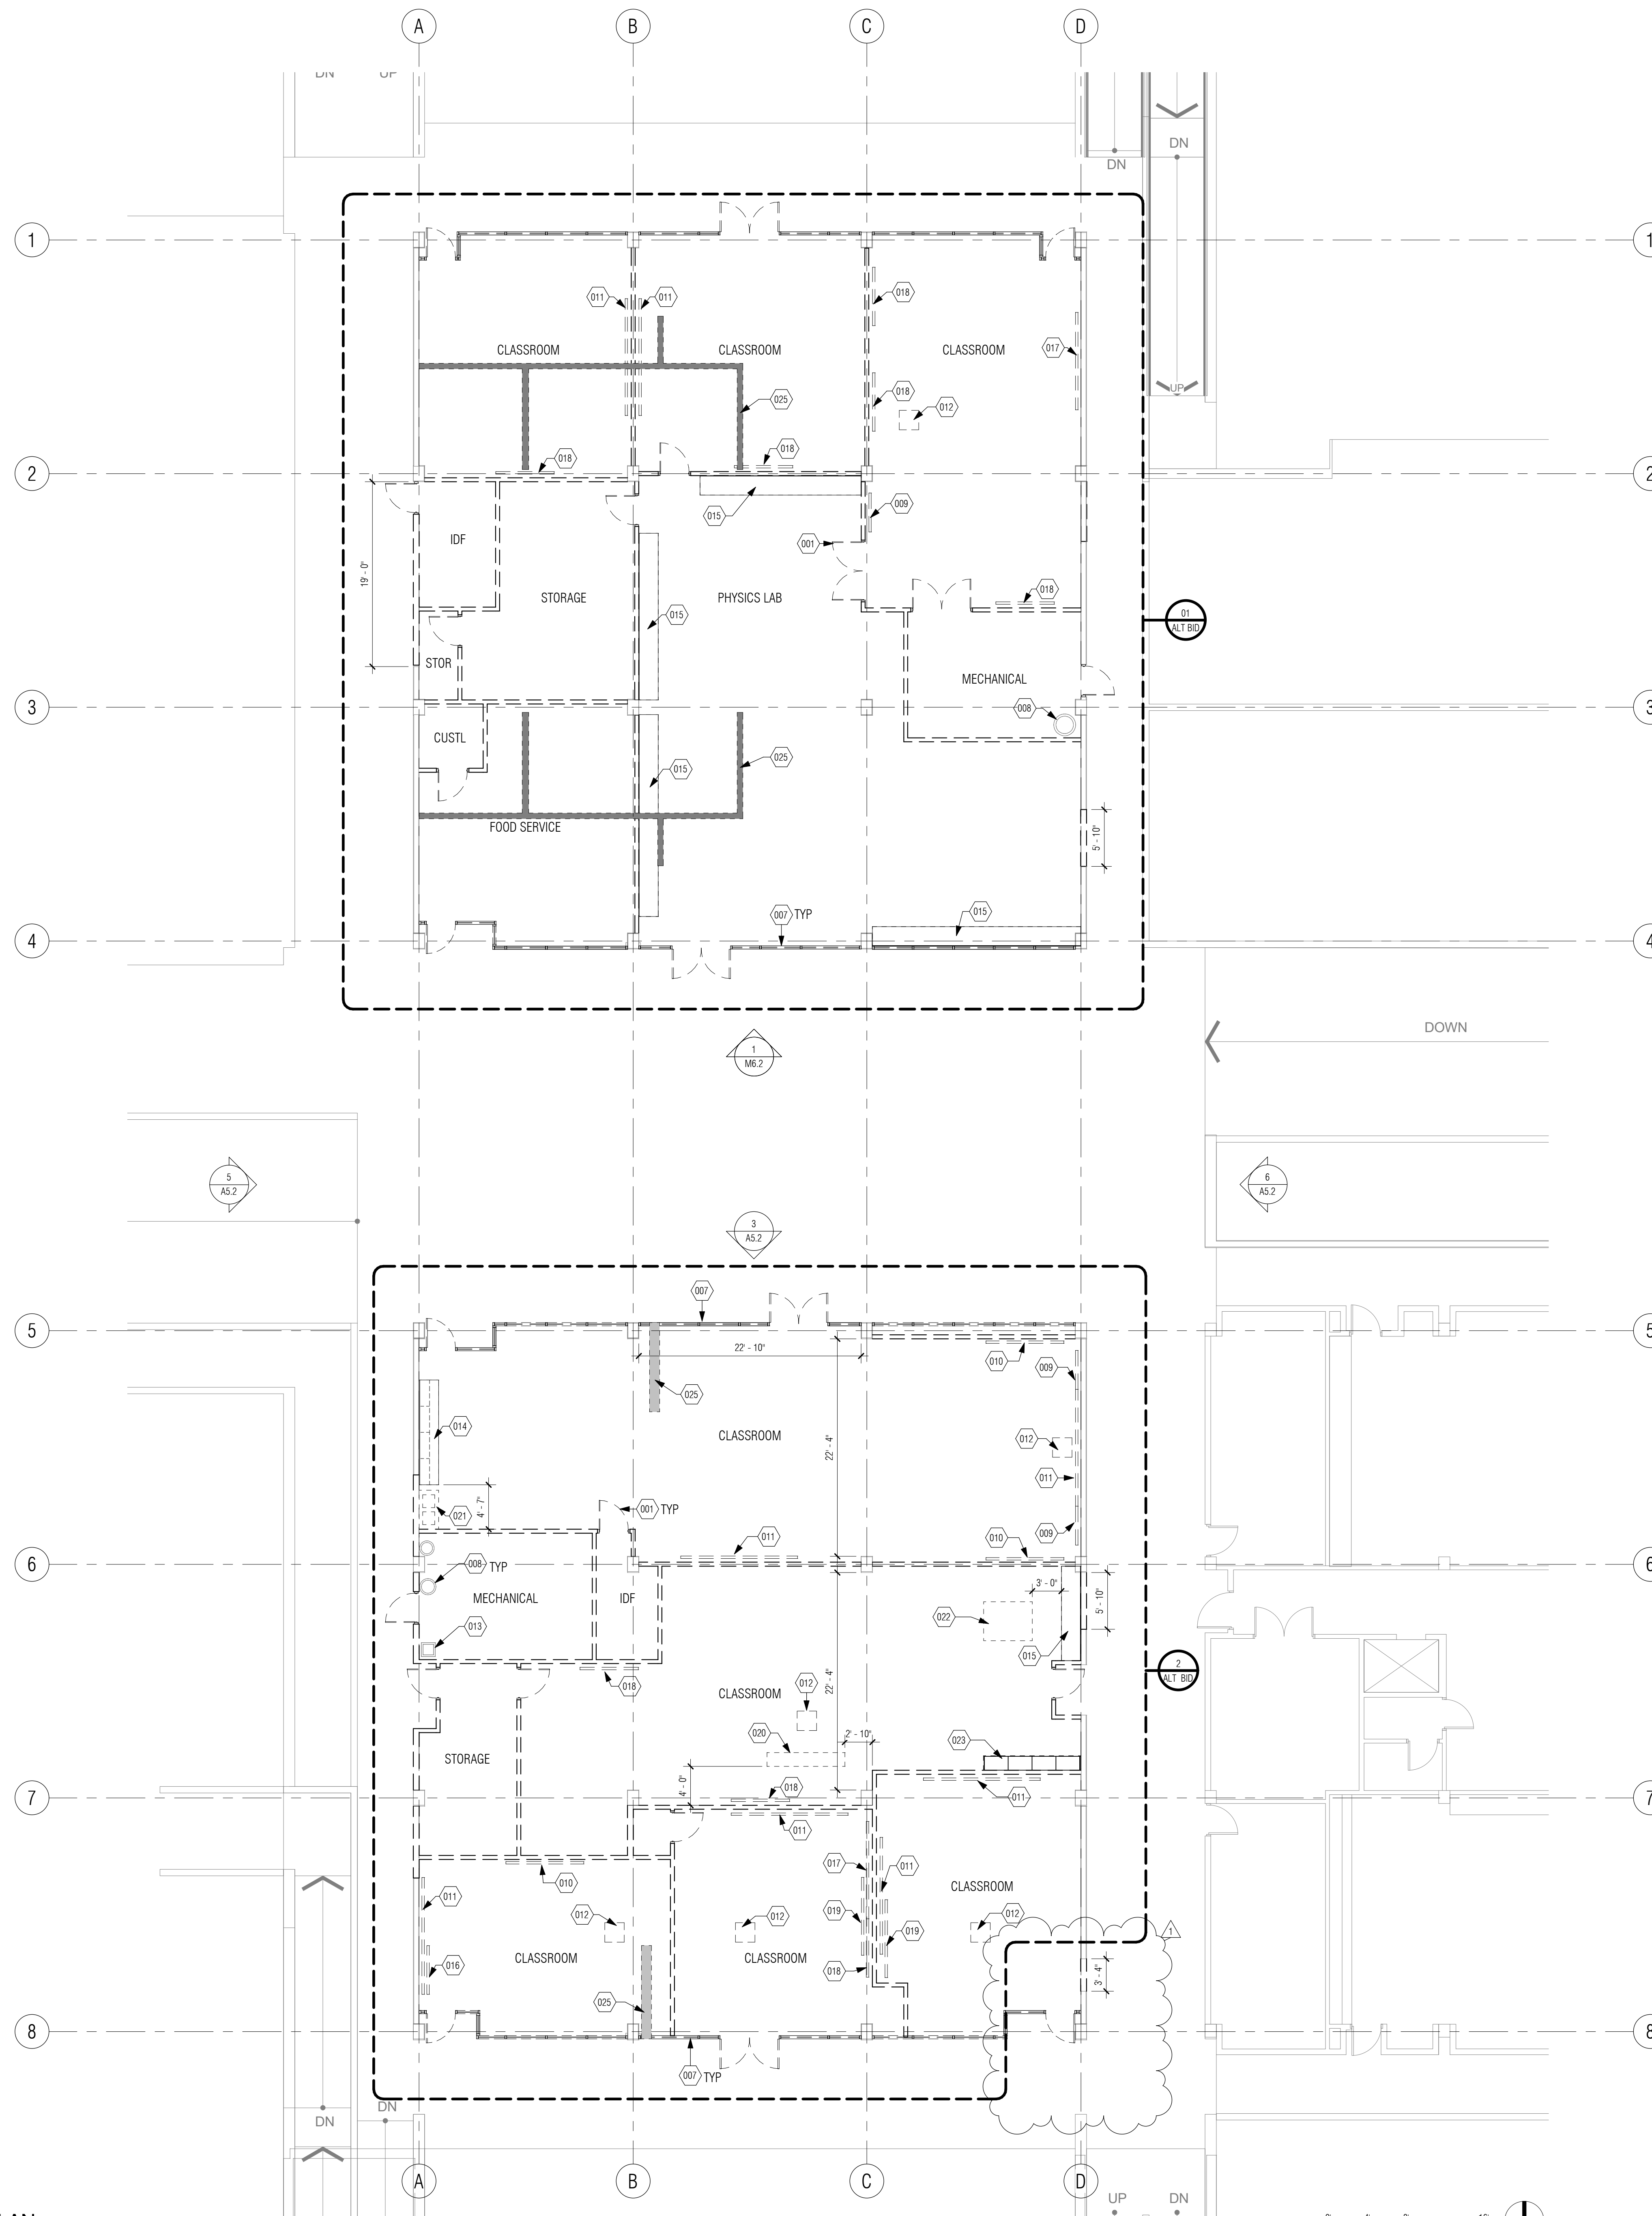 A B C D
DN UP
DN
DN
1 1
011 011 018
CLASSROOM CLASSROOM CLASSROOM 017
UP
018
025 012
018 018
2 2
015 009
IDF 001
19' - 0"
STORAGE PHYSICS LAB 018
015 01
ALT BID
STOR
MECHANICAL
3 008 3
CUSTL
015 025
FOOD SERVICE
5' - 10"
007 TYP 015
4 4
DOWN
1
M6.2
5
A5.2
6
A5.2
3
A5.2
007
5 5
22' - 10"
010 009
025
014 CLASSROOM 012
22' - 4"
011
4' - 7"
021 001 TYP
011 010 009
6 008 TYP 6
3' - 0"
MECHANICAL IDF 022 5' - 10"
013
015
2
ALT BID
018 CLASSROOM 012
22' - 4"
020 2' - 10" 023
STORAGE
4' - 0"
7 018 011 7
011
017 011
010 CLASSROOM
011
012 012 019 019 012
1
CLASSROOM CLASSROOM
016 018
3' - 4"
025
8 8
007 TYP
DN DN
A B C D
UP DN